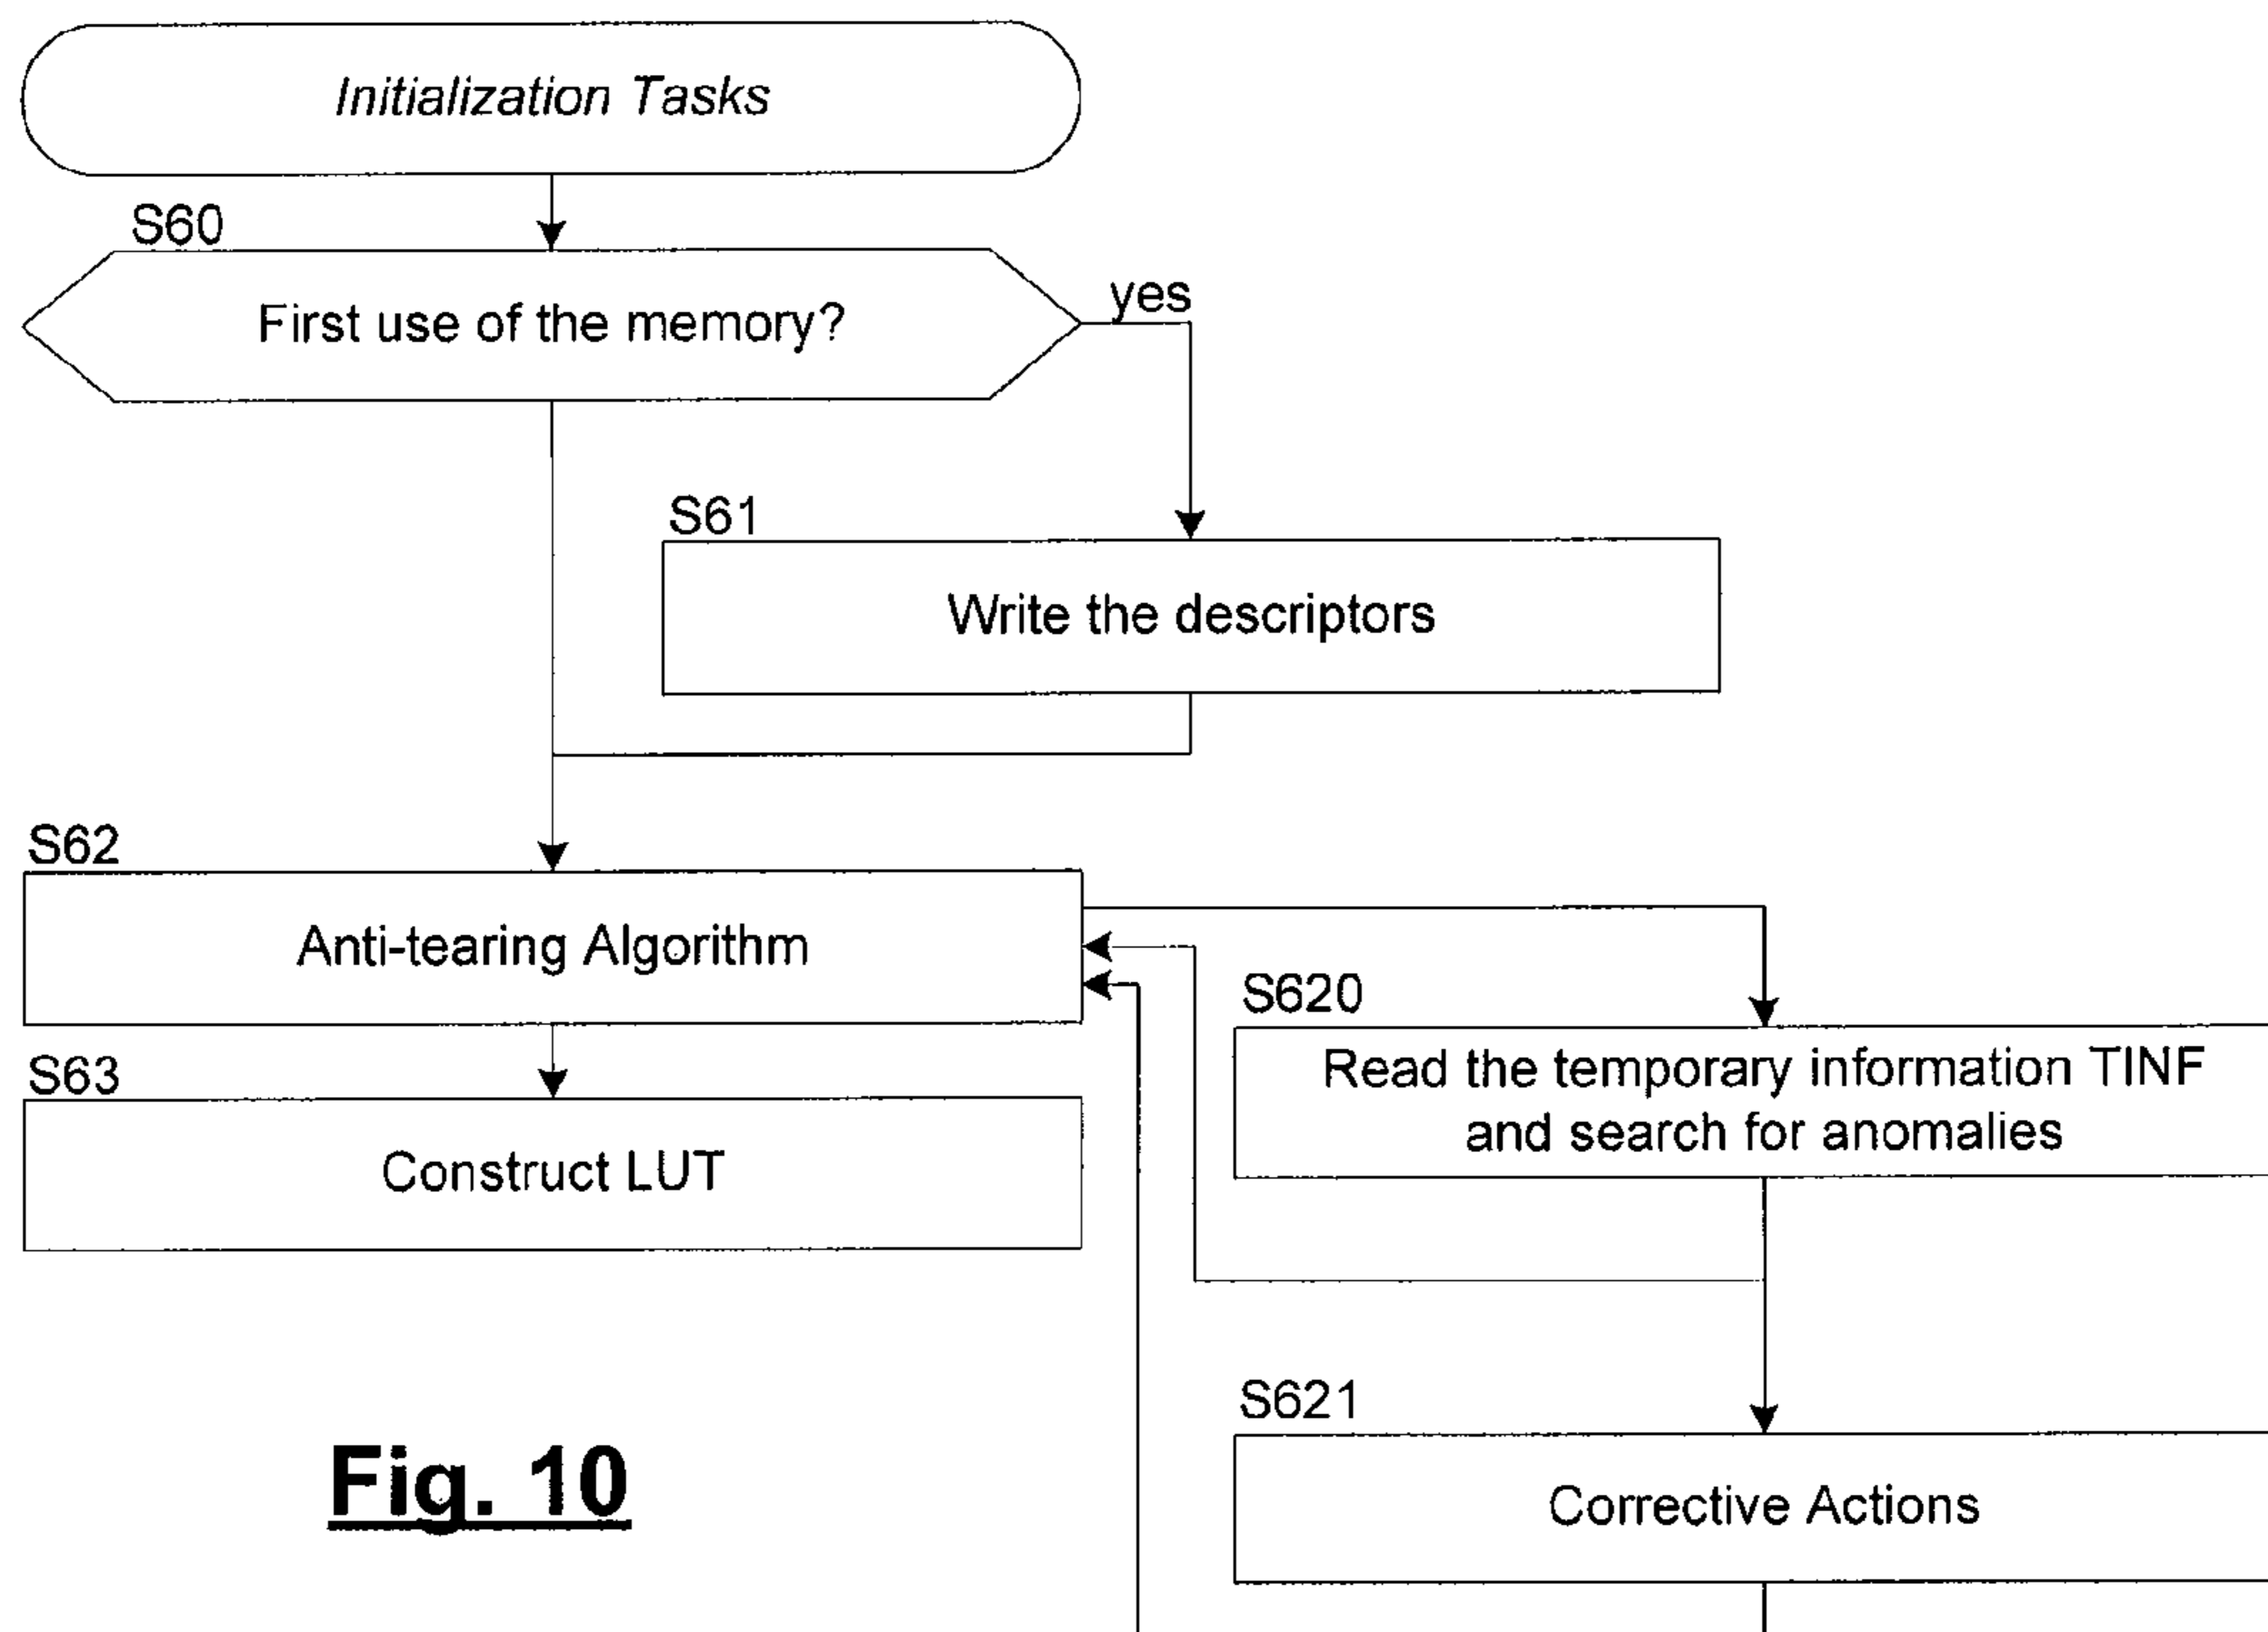 Initialization Tasks
S60
First use of the memory?
yes
S61
Write the descriptors
S62
Anti-tearing Algorithm
S620
Read the temporary information TINF
and search for anomalies
S63
Construct LUT
S621
Corrective Actions
Fig. 10